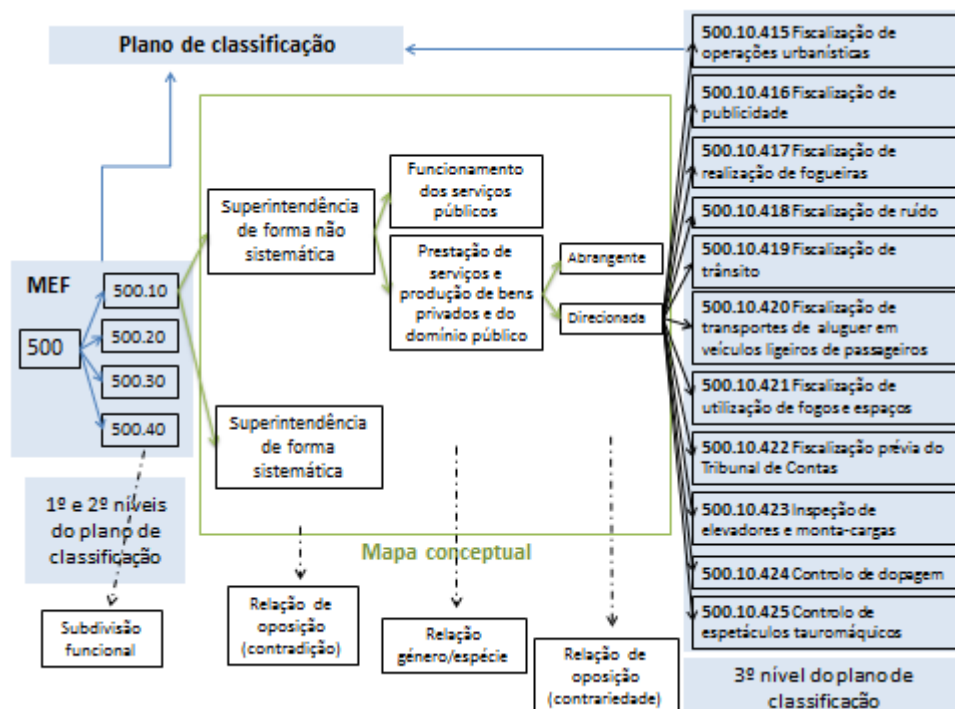 Plano de classificação
MEF
500
500.10
500.20
500.30
500.40
1º e 2º níveis
do plano de
classificação
Subdivisão
funcional
Superintendência
de forma não
sistemática
Superintendência
de forma
sistemática
Funcionamento
dos serviços
públicos
Prestação de
serviços e
produção de bens
privados e do
domínio público
Abrangente
Direcionada
Mapa conceptual
Relação de
oposição
(contradição)
Relação
género/espécie
Relação de
oposição
(contrariedade)
500.10.415 Fiscalização de
operações urbanísticas
500.10.416 Fiscalização de
publicidade
500.10.417 Fiscalização de
realização de fogueiras
500.10.418 Fiscalização de ruído
500.10.419 Fiscalização de
trânsito
500.10.420 Fiscalização de
transportes de aluguer em
veículos ligeiros de passageiros
500.10.421 Fiscalização de
utilização de fogos e espaços
500.10.422 Fiscalização prévia do
Tribunal de Contas
500.10.423 Inspeção de
elevadores e monta-cargas
500.10.424 Controlo de dopagem
500.10.425 Controlo de
espetáculos tauromáquicos
3º nível do plano de
classificação